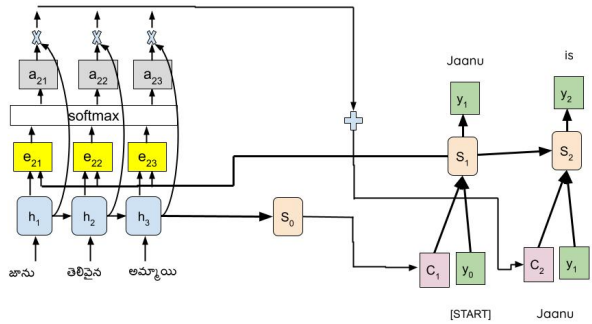 Jaanu is
a21 a22 a23
y1 y2
softmax
e21 e22 e23
S1 S2
h1 h2 h3 S0
జాను తెలివైన అమ్మాయి
C1 y0 C2 y1
[START] Jaanu